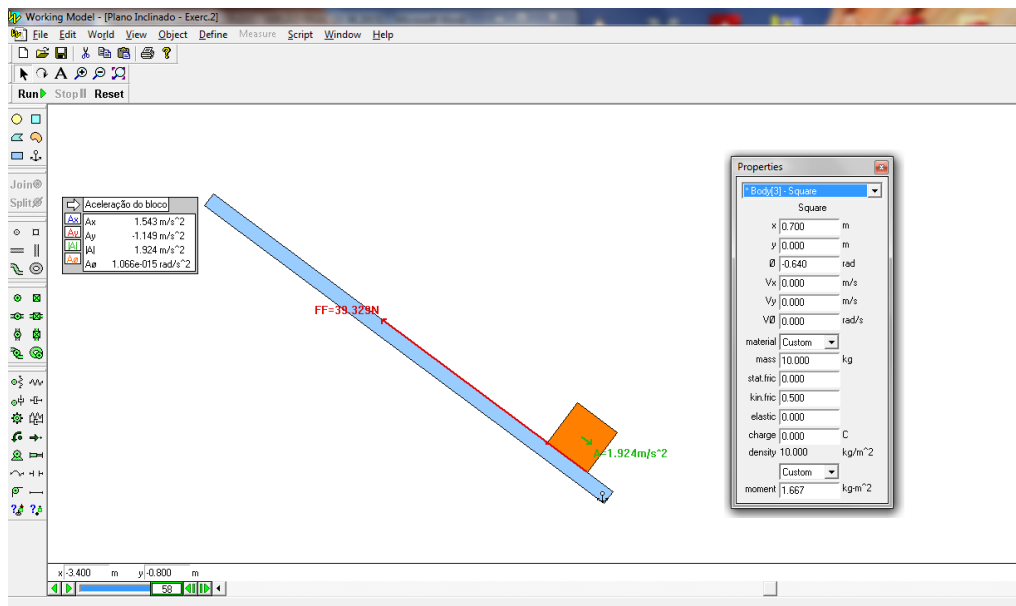 Working Model - [Plano Inclinado - Exerc.2]
File Edit World View Object Define Measure Script Window Help
A
Run Stop Reset
Join
Split
Aceleração do bloco
Ax Ax 1.543 m/s^2
Ay Ay -1.149 m/s^2
|A| |A| 1.924 m/s^2
Aø Aø 1.066e-015 rad/s^2
FF=39.329N
A=1.924m/s^2
Properties
* Body[3] - Square
Square
x 0.700 m
y 0.000 m
Ø -0.640 rad
Vx 0.000 m/s
Vy 0.000 m/s
VØ 0.000 rad/s
material Custom
mass 10.000 kg
stat.fric 0.000
kin.fric 0.500
elastic 0.000
charge 0.000 C
density 10.000 kg/m^2
Custom
moment 1.667 kg-m^2
x -3.400 m y -0.800 m
58